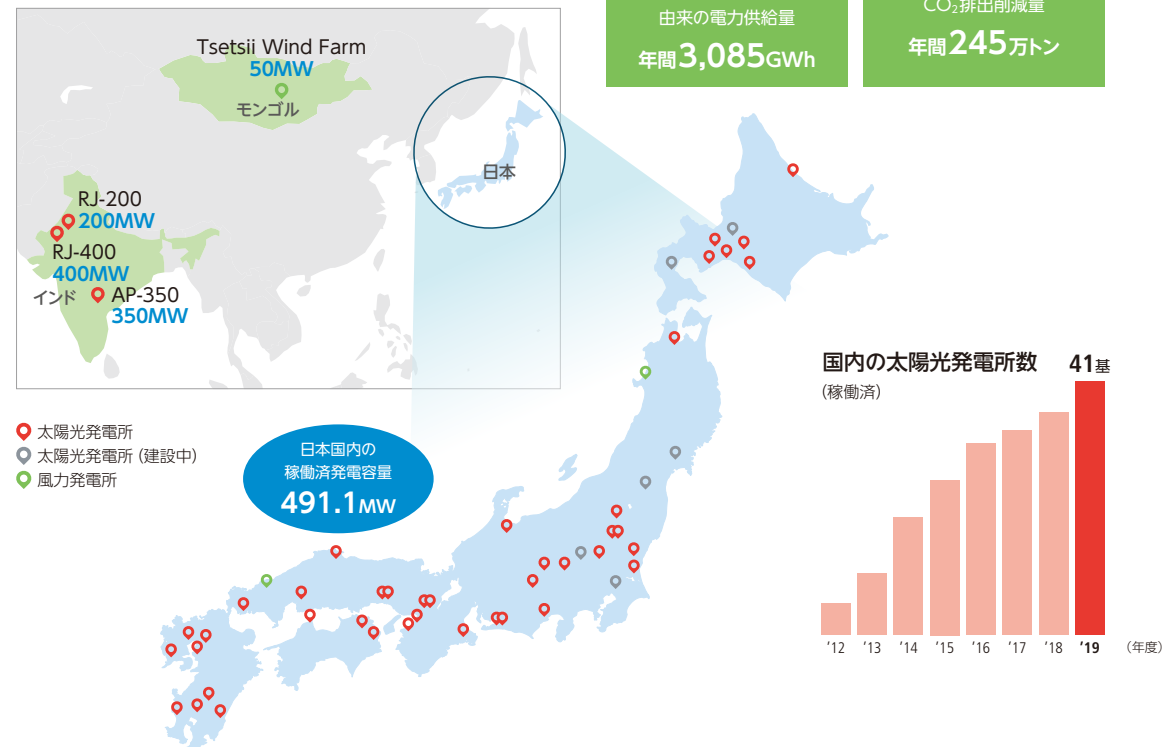 由来の電力供給量
年間3,085GWh
CO₂排出削減量
年間245万トン
Tsetsii Wind Farm
50MW
モンゴル
日本
RJ-200
200MW
RJ-400
400MW
インド
AP-350
350MW
太陽光発電所
太陽光発電所 (建設中)
風力発電所
日本国内の
稼働済発電容量
491.1MW
国内の太陽光発電所数
41基
(稼働済)
'12 '13 '14 '15 '16 '17 '18 '19 (年度)